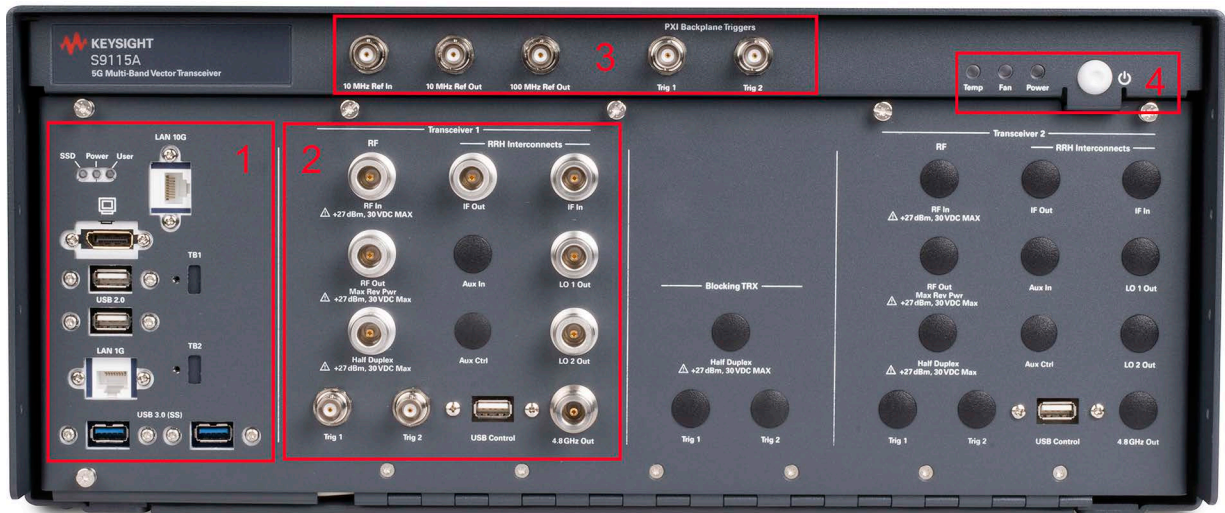 KEYSIGHT
S9115A
5G Multi-Band Vector Transceiver
3
PXI Backplane Triggers
10 MHz Ref In
10 MHz Ref Out
100 MHz Ref Out
Trig 1
Trig 2
4
Temp
Fan
Power
1
LAN 10G
SSD
Power
User
TB1
USB 2.0
TB2
LAN 1G
USB 3.0 (SS)
2
Transceiver 1
RF
RRH Interconnects
RF In
+27 dBm, 30 VDC MAX
IF Out
IF In
RF Out
Max Rev Pwr
+27 dBm, 30 VDC Max
Aux In
LO 1 Out
Half Duplex
+27 dBm, 30 VDC MAX
Aux Ctrl
LO 2 Out
Trig 1
Trig 2
USB Control
4.8 GHz Out
Blocking TRX
Half Duplex
+27 dBm, 30 VDC MAX
Trig 1
Trig 2
Transceiver 2
RF
RRH Interconnects
RF In
+27 dBm, 30 VDC MAX
IF Out
IF In
RF Out
Max Rev Pwr
+27 dBm, 30 VDC Max
Aux In
LO 1 Out
Half Duplex
+27 dBm, 30 VDC MAX
Aux Ctrl
LO 2 Out
Trig 1
Trig 2
USB Control
4.8 GHz Out